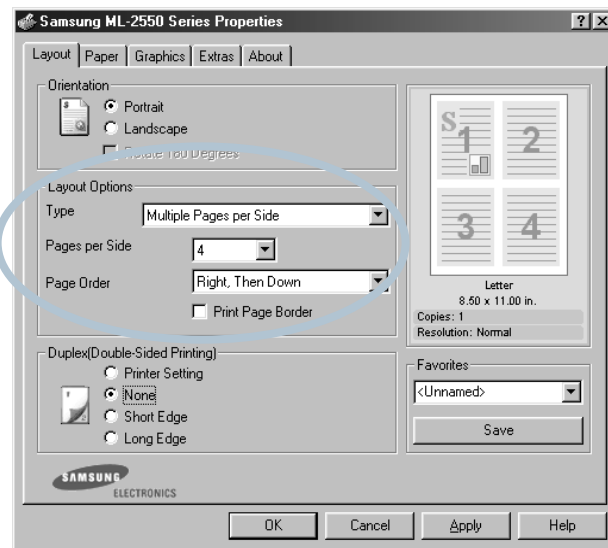 Samsung ML-2550 Series Properties
Layout Paper Graphics Extras About
Orientation
Portrait
Landscape
Rotate 180 Degrees
Layout Options
Type Multiple Pages per Side
Pages per Side 4
Page Order Right, Then Down
Print Page Border
Duplex(Double-Sided Printing)
Printer Setting
None
Short Edge
Long Edge
S
1 2
3 4
Letter
8.50 x 11.00 in.
Copies: 1
Resolution: Normal
Favorites
<Unnamed>
Save
SAMSUNG
ELECTRONICS
OK Cancel Apply Help